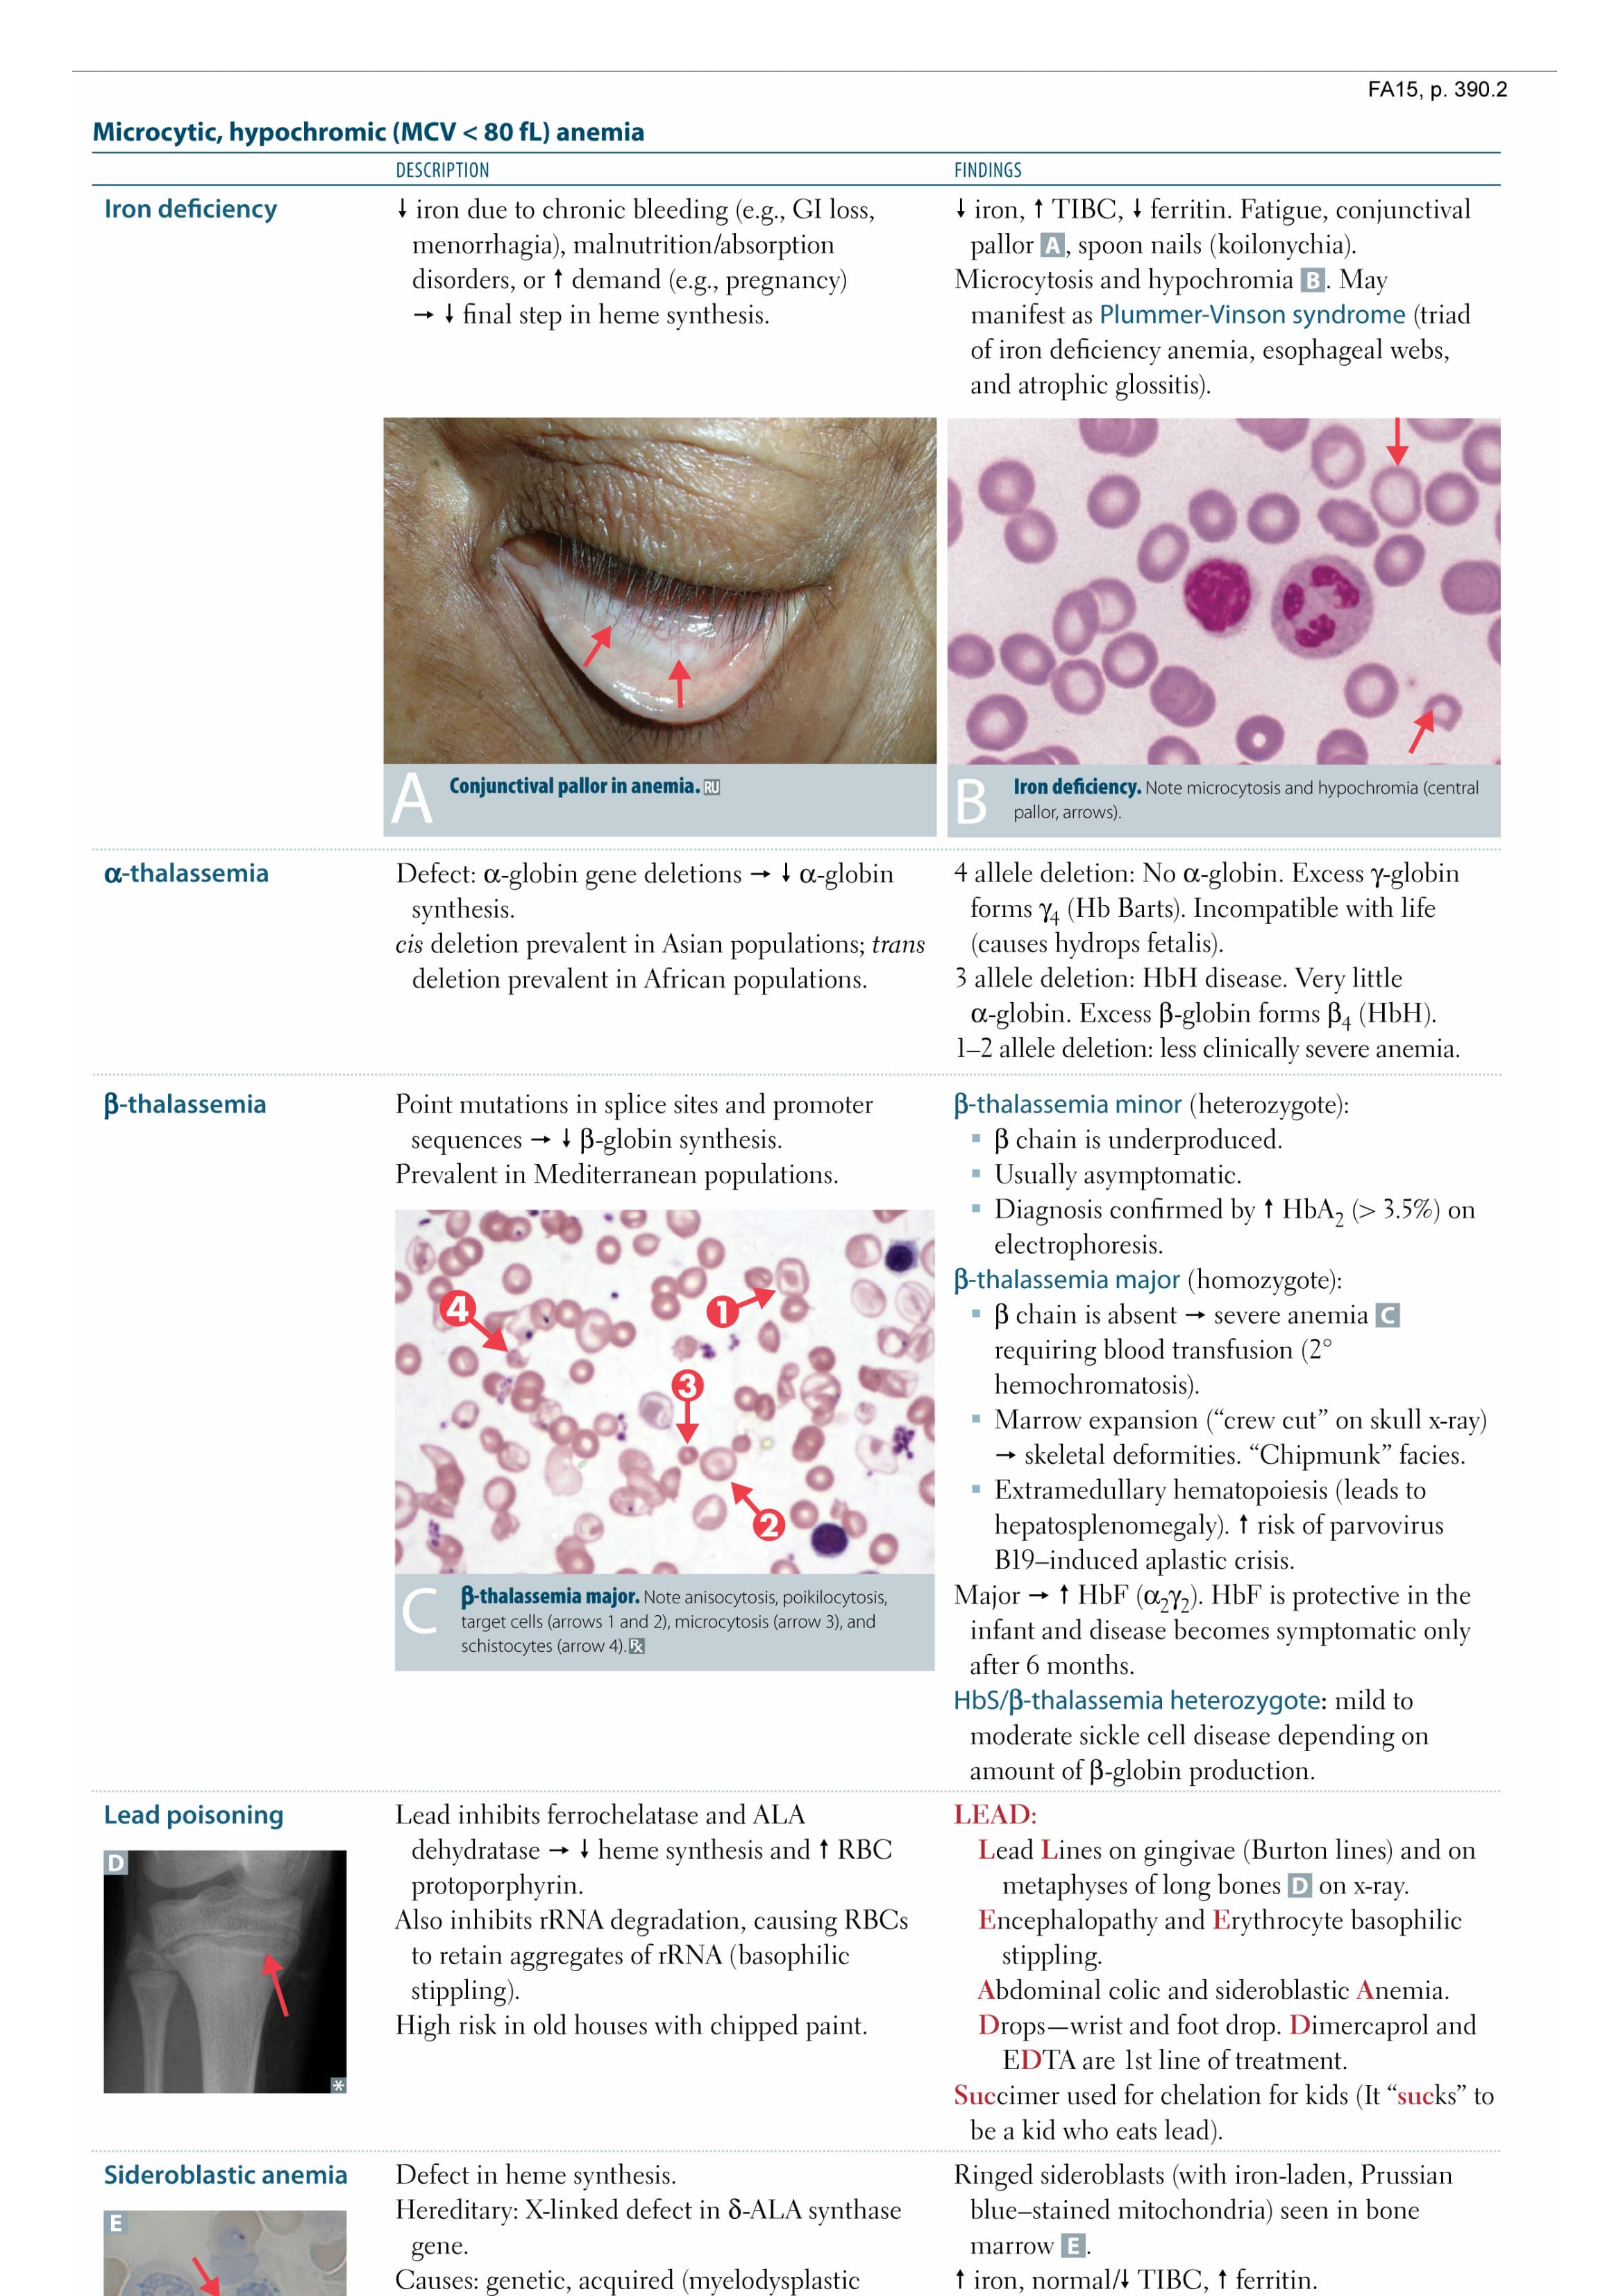 FA15, p. 390.2
Microcytic, hypochromic (MCV < 80 fL) anemia
DESCRIPTION
FINDINGS
Iron deficiency
↓ iron due to chronic bleeding (e.g., GI loss,
menorrhagia), malnutrition/absorption
disorders, or ↑ demand (e.g., pregnancy)
→ ↓ final step in heme synthesis.
↓ iron, ↑ TIBC, ↓ ferritin. Fatigue, conjunctival
pallor A, spoon nails (koilonychia).
Microcytosis and hypochromia B. May
manifest as Plummer-Vinson syndrome (triad
of iron deficiency anemia, esophageal webs,
and atrophic glossitis).
A
Conjunctival pallor in anemia. RU
B
Iron deficiency. Note microcytosis and hypochromia (central
pallor, arrows).
α-thalassemia
Defect: α-globin gene deletions → ↓ α-globin
synthesis.
cis deletion prevalent in Asian populations; trans
deletion prevalent in African populations.
4 allele deletion: No α-globin. Excess γ-globin
forms γ₄ (Hb Barts). Incompatible with life
(causes hydrops fetalis).
3 allele deletion: HbH disease. Very little
α-globin. Excess β-globin forms β₄ (HbH).
1–2 allele deletion: less clinically severe anemia.
β-thalassemia
Point mutations in splice sites and promoter
sequences → ↓ β-globin synthesis.
Prevalent in Mediterranean populations.
4
1
3
2
C
β-thalassemia major. Note anisocytosis, poikilocytosis,
target cells (arrows 1 and 2), microcytosis (arrow 3), and
schistocytes (arrow 4). Rx
β-thalassemia minor (heterozygote):
▪ β chain is underproduced.
▪ Usually asymptomatic.
▪ Diagnosis confirmed by ↑ HbA₂ (> 3.5%) on
electrophoresis.
β-thalassemia major (homozygote):
▪ β chain is absent → severe anemia C
requiring blood transfusion (2°
hemochromatosis).
▪ Marrow expansion (“crew cut” on skull x-ray)
→ skeletal deformities. “Chipmunk” facies.
▪ Extramedullary hematopoiesis (leads to
hepatosplenomegaly). ↑ risk of parvovirus
B19–induced aplastic crisis.
Major → ↑ HbF (α₂γ₂). HbF is protective in the
infant and disease becomes symptomatic only
after 6 months.
HbS/β-thalassemia heterozygote: mild to
moderate sickle cell disease depending on
amount of β-globin production.
Lead poisoning
D
*
Lead inhibits ferrochelatase and ALA
dehydratase → ↓ heme synthesis and ↑ RBC
protoporphyrin.
Also inhibits rRNA degradation, causing RBCs
to retain aggregates of rRNA (basophilic
stippling).
High risk in old houses with chipped paint.
LEAD:
Lead Lines on gingivae (Burton lines) and on
metaphyses of long bones D on x-ray.
Encephalopathy and Erythrocyte basophilic
stippling.
Abdominal colic and sideroblastic Anemia.
Drops—wrist and foot drop. Dimercaprol and
EDTA are 1st line of treatment.
Succimer used for chelation for kids (It “sucks” to
be a kid who eats lead).
Sideroblastic anemia
E
Defect in heme synthesis.
Hereditary: X-linked defect in δ-ALA synthase
gene.
Causes: genetic, acquired (myelodysplastic
Ringed sideroblasts (with iron-laden, Prussian
blue–stained mitochondria) seen in bone
marrow E.
↑ iron, normal/↓ TIBC, ↑ ferritin.